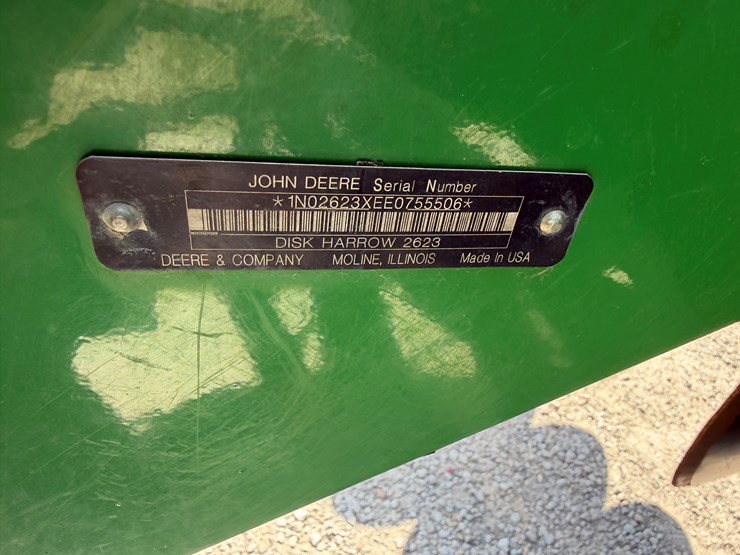 JOHN DEERE Serial Number
*1N02623XEE0755506*
DISK HARROW 2623
DEERE & COMPANY MOLINE, ILLINOIS Made In USA